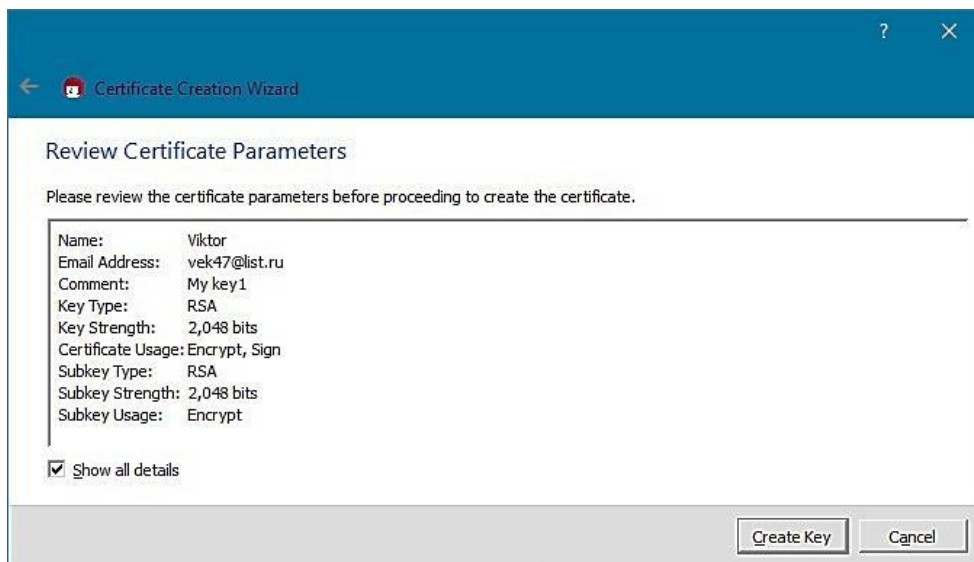 ?
Certificate Creation Wizard
Review Certificate Parameters
Please review the certificate parameters before proceeding to create the certificate.
Name: Viktor
Email Address: vek47@list.ru
Comment: My key1
Key Type: RSA
Key Strength: 2,048 bits
Certificate Usage: Encrypt, Sign
Subkey Type: RSA
Subkey Strength: 2,048 bits
Subkey Usage: Encrypt
Show all details
Create Key Cancel